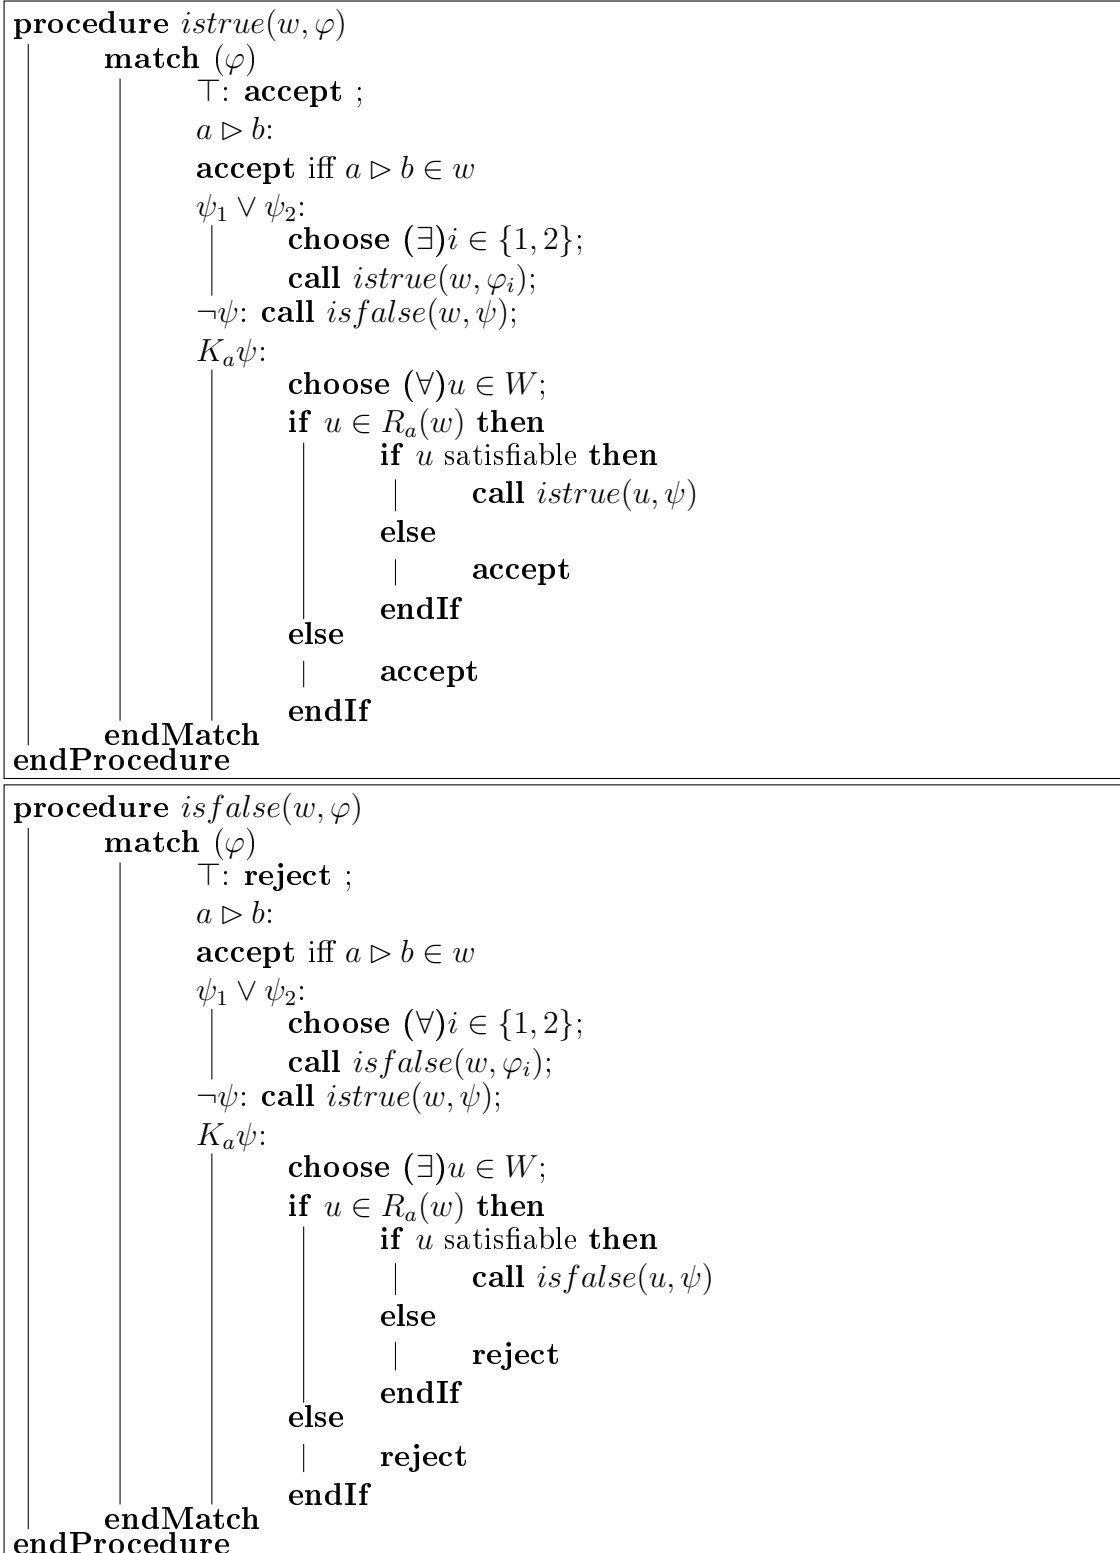 procedure istrue(w, φ)
match (φ)
⊤: accept ;
a ▷ b:
accept iff a ▷ b ∈ w
ψ₁ ∨ ψ₂:
choose (∃)i ∈ {1, 2};
call istrue(w, φᵢ);
¬ψ: call isfalse(w, ψ);
Kₐψ:
choose (∀)u ∈ W;
if u ∈ Rₐ(w) then
if u satisfiable then
call istrue(u, ψ)
else
accept
endIf
else
accept
endIf
endMatch
endProcedure
procedure isfalse(w, φ)
match (φ)
⊤: reject ;
a ▷ b:
accept iff a ▷ b ∈ w
ψ₁ ∨ ψ₂:
choose (∀)i ∈ {1, 2};
call isfalse(w, φᵢ);
¬ψ: call istrue(w, ψ);
Kₐψ:
choose (∃)u ∈ W;
if u ∈ Rₐ(w) then
if u satisfiable then
call isfalse(u, ψ)
else
reject
endIf
else
reject
endIf
endMatch
endProcedure